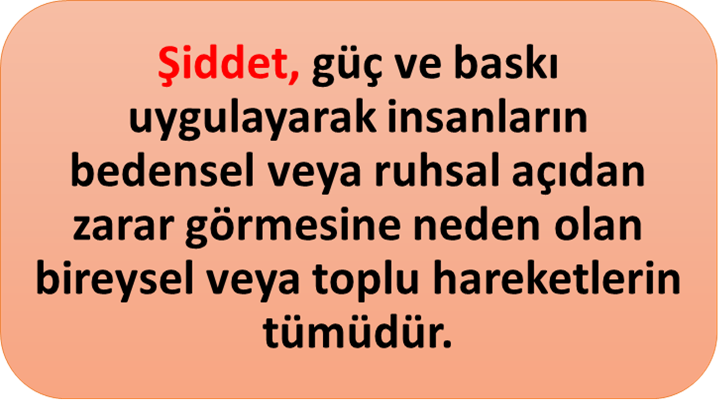 Şiddet, güç ve baskı
uygulayarak insanların
bedensel veya ruhsal açıdan
zarar görmesine neden olan
bireysel veya toplu hareketlerin
tümüdür.